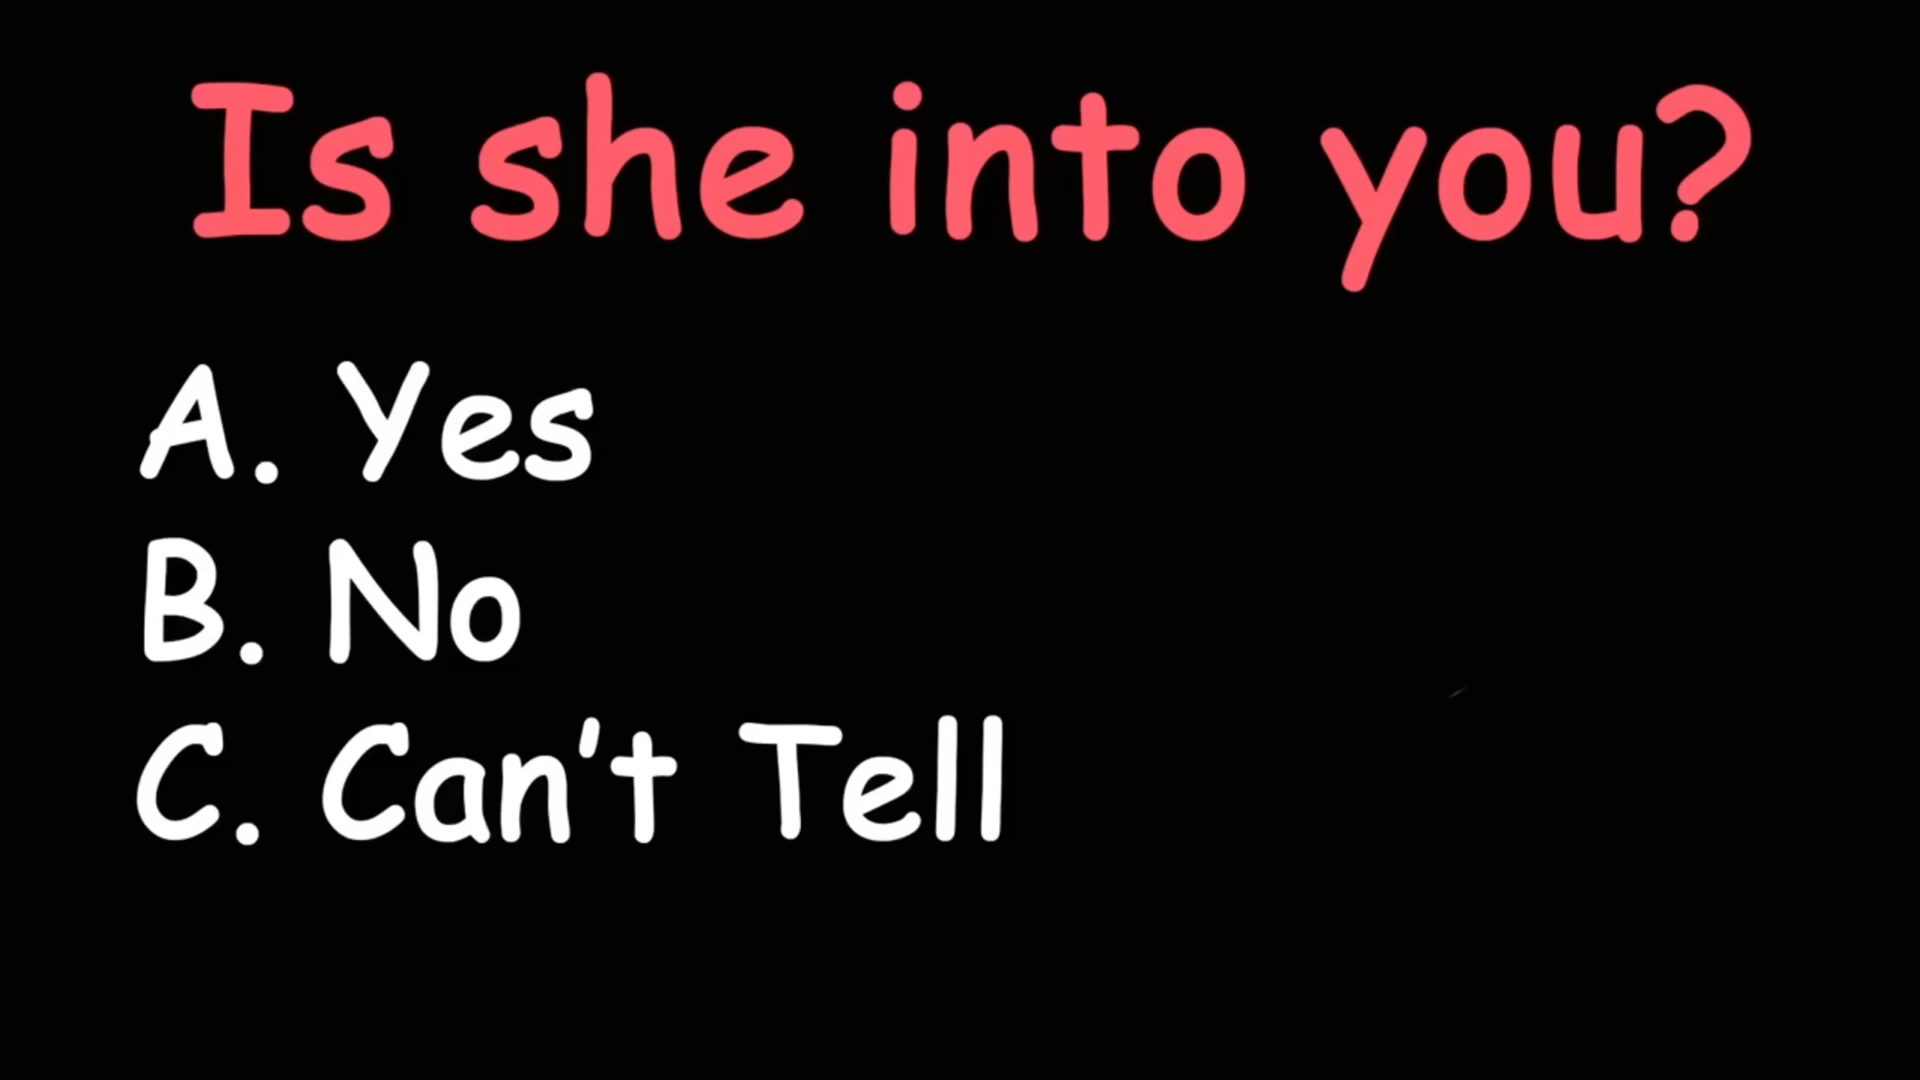 Is she into you?
A. Yes
B. No
C. Can't Tell